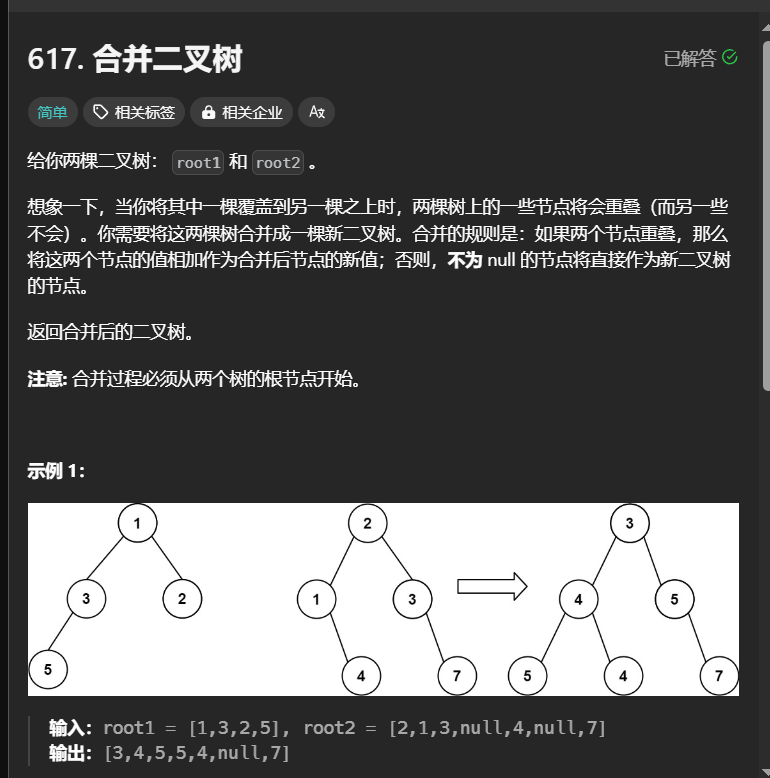 617. 合并二叉树
已解答
简单 相关标签 相关企业 Ax
给你两棵二叉树： root1 和 root2 。
想象一下，当你将其中一棵覆盖到另一棵之上时，两棵树上的一些节点将会重叠（而另一些
不会）。你需要将这两棵树合并成一棵新二叉树。合并的规则是：如果两个节点重叠，那么
将这两个节点的值相加作为合并后节点的新值；否则，不为 null 的节点将直接作为新二叉树
的节点。
返回合并后的二叉树。
注意: 合并过程必须从两个树的根节点开始。
示例 1：
1 2 3
3 2 1 3 4 5
5 4 7 5 4 7
输入：root1 = [1,3,2,5], root2 = [2,1,3,null,4,null,7]
输出：[3,4,5,5,4,null,7]